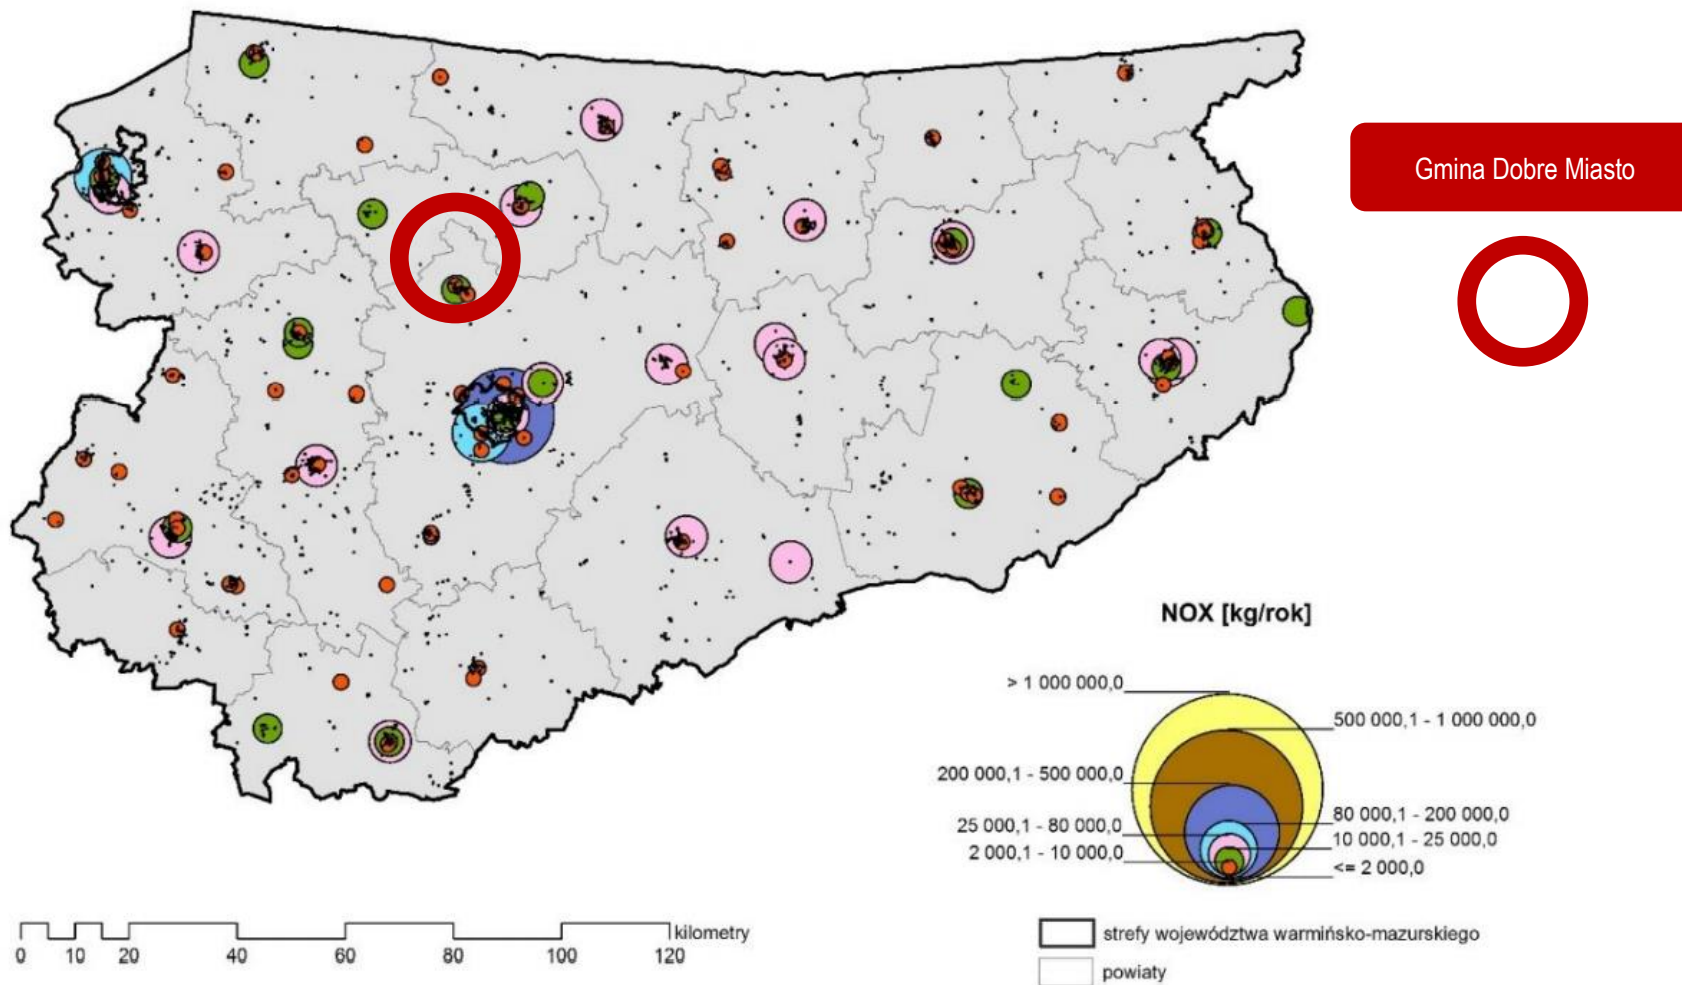 Gmina Dobre Miasto
NOX [kg/rok]
> 1 000 000,0
500 000,1 - 1 000 000,0
200 000,1 - 500 000,0
80 000,1 - 200 000,0
25 000,1 - 80 000,0
10 000,1 - 25 000,0
2 000,1 - 10 000,0
<= 2 000,0
kilometry
0 10 20 40 60 80 100 120
strefy województwa warmińsko-mazurskiego
powiaty